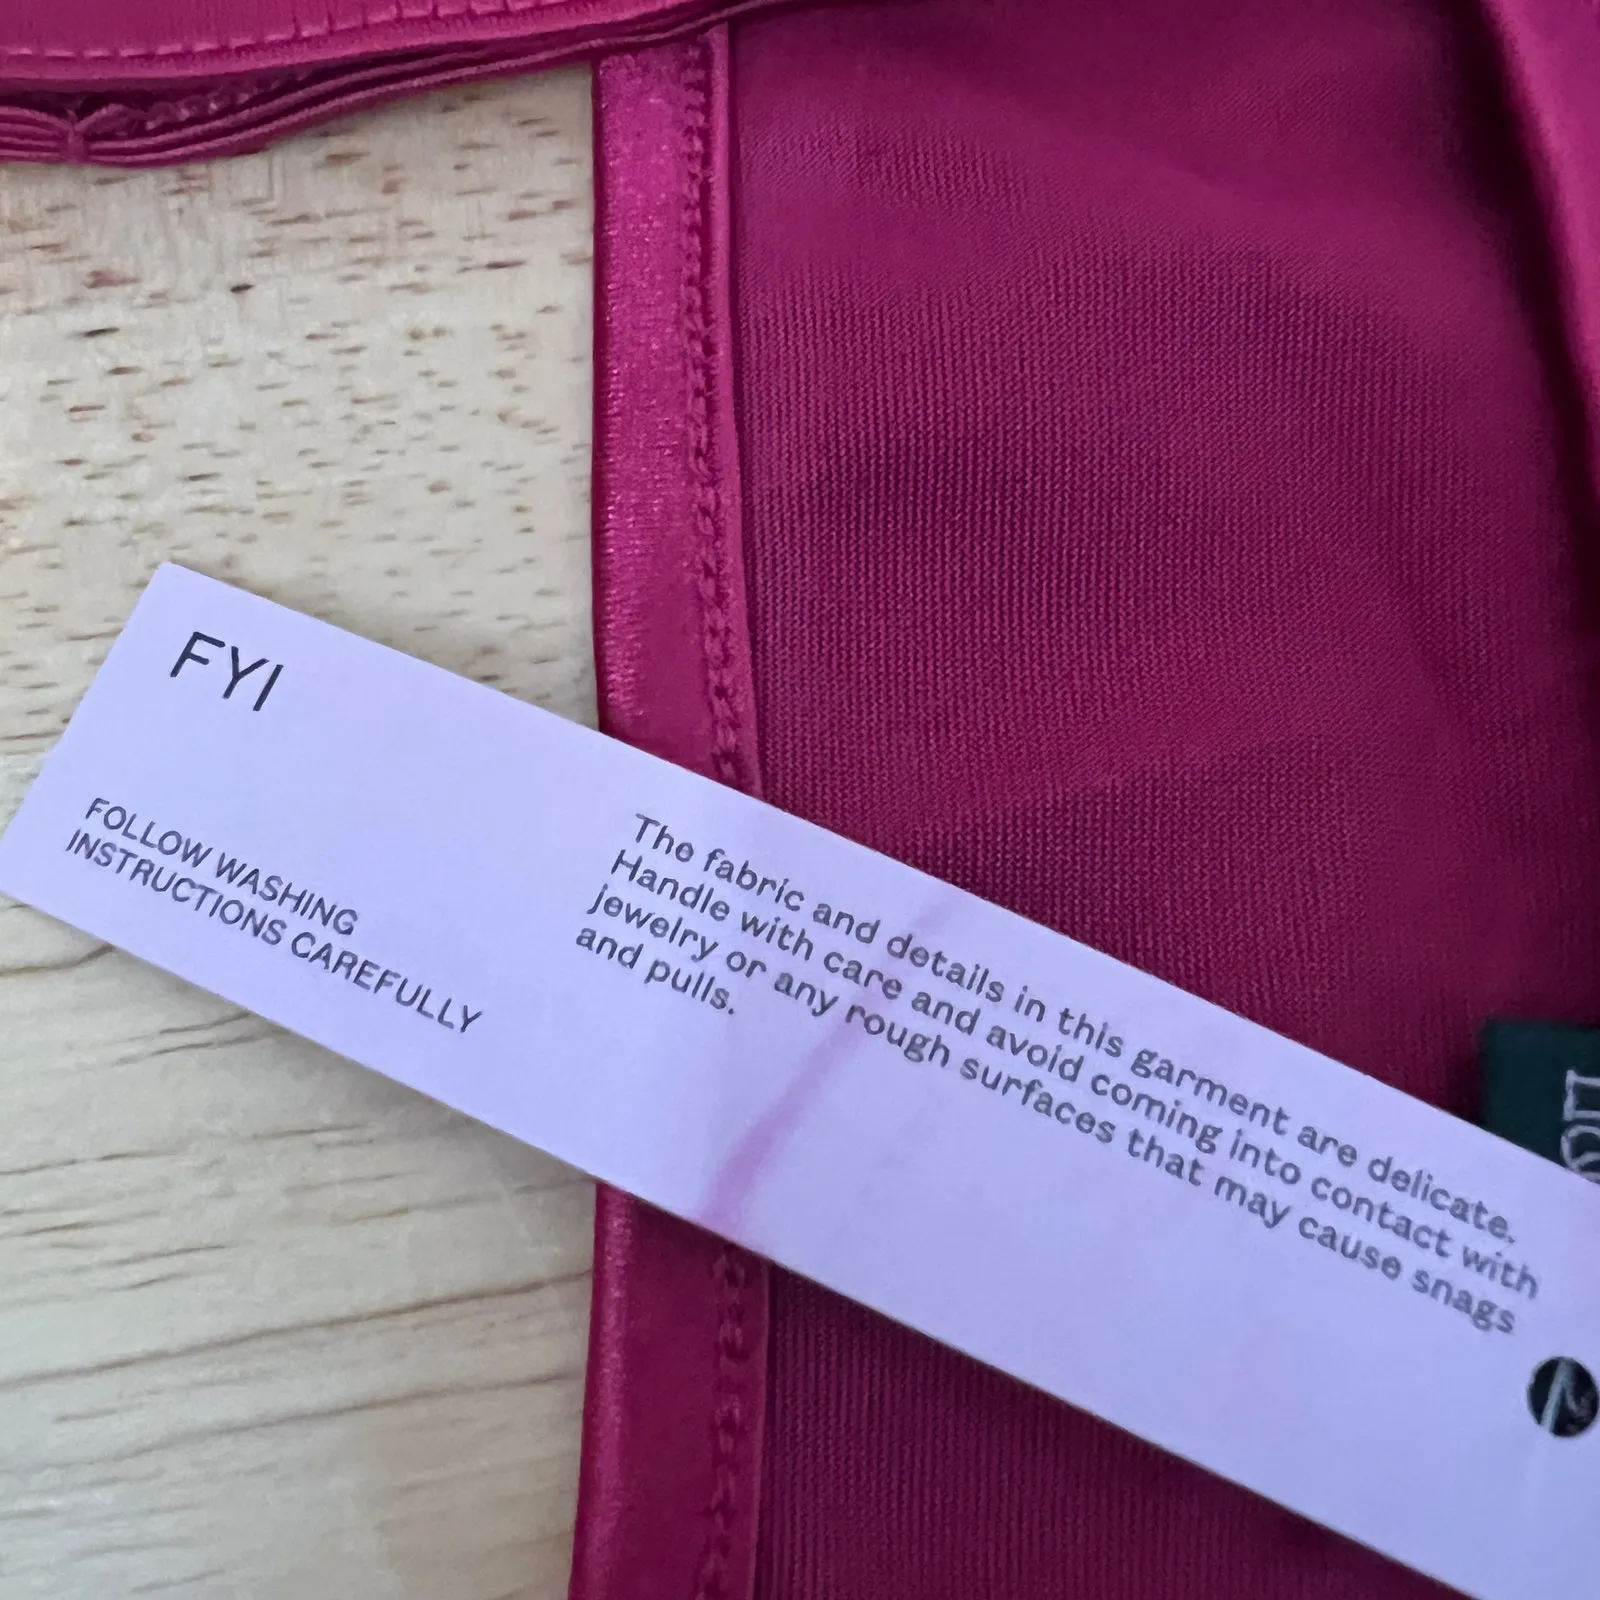 FYI
FOLLOW WASHING
INSTRUCTIONS CAREFULLY
The fabric and details in this garment are delicate.
Handle with care and avoid coming into contact with
jewelry or any rough surfaces that may cause snags
and pulls.